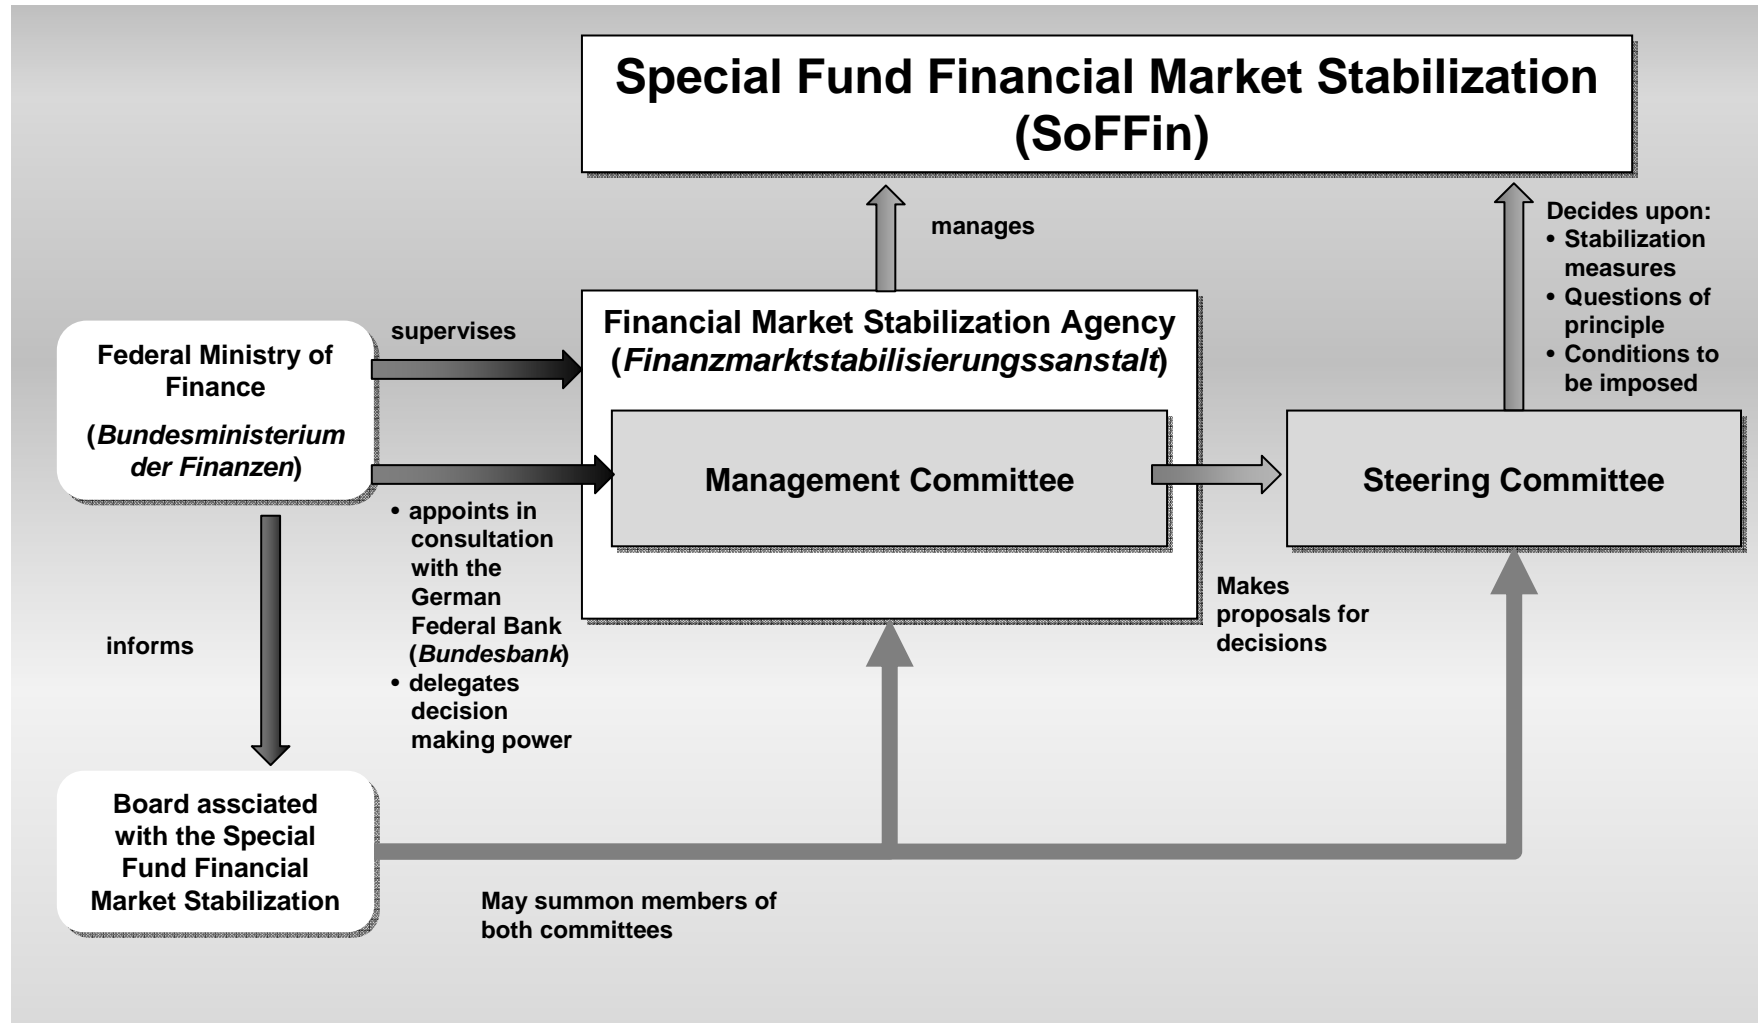 Special Fund Financial Market Stabilization
(SoFFin)
manages
Decides upon:
• Stabilization
measures
• Questions of
principle
• Conditions to
be imposed
supervises
Financial Market Stabilization Agency
(Finanzmarktstabilisierungssanstalt)
Federal Ministry of
Finance
(Bundesministerium
der Finanzen)
Management Committee
Steering Committee
• appoints in
consultation
with the
German
Federal Bank
(Bundesbank)
• delegates
decision
making power
Makes
proposals for
decisions
informs
Board assciated
with the Special
Fund Financial
Market Stabilization
May summon members of
both committees